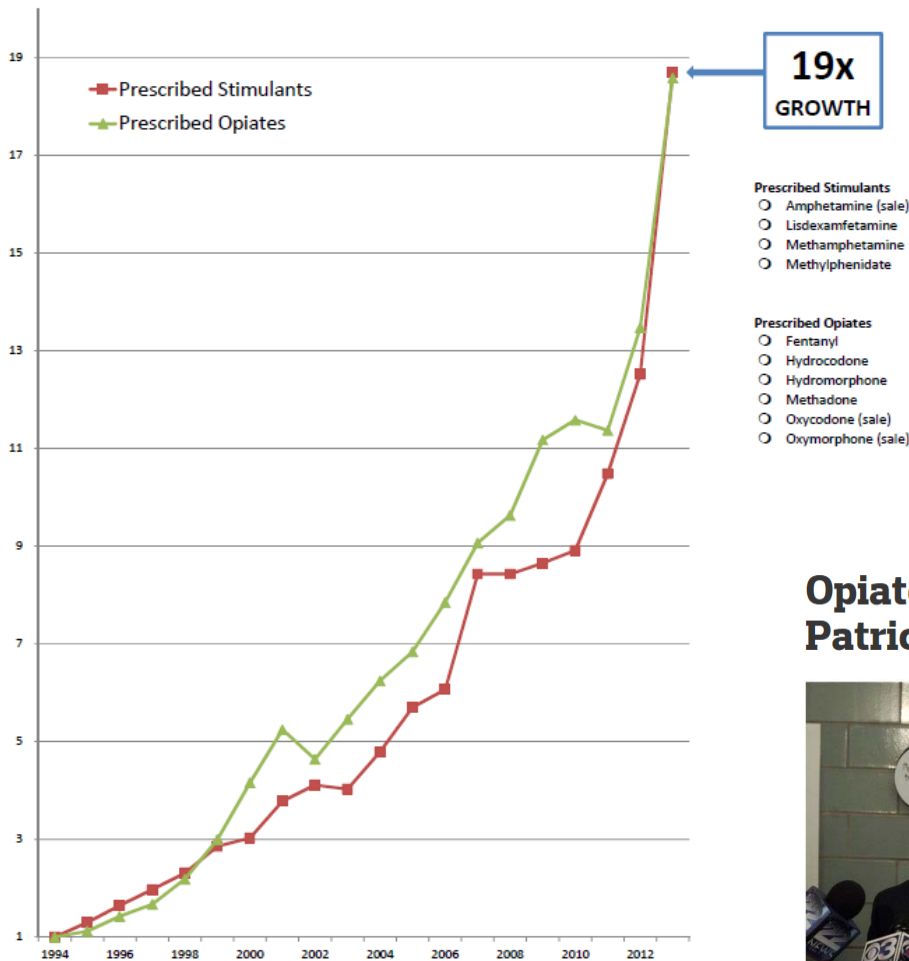 19
17
15
13
11
9
7
5
3
1
1994 1996 1998 2000 2002 2004 2006 2008 2010 2012
Prescribed Stimulants
Prescribed Opiates
19x
GROWTH
Prescribed Stimulants
Amphetamine (sale)
Lisdexamfetamine
Methamphetamine
Methylphenidate
Prescribed Opiates
Fentanyl
Hydrocodone
Hydromorphone
Methadone
Oxycodone (sale)
Oxymorphone (sale)